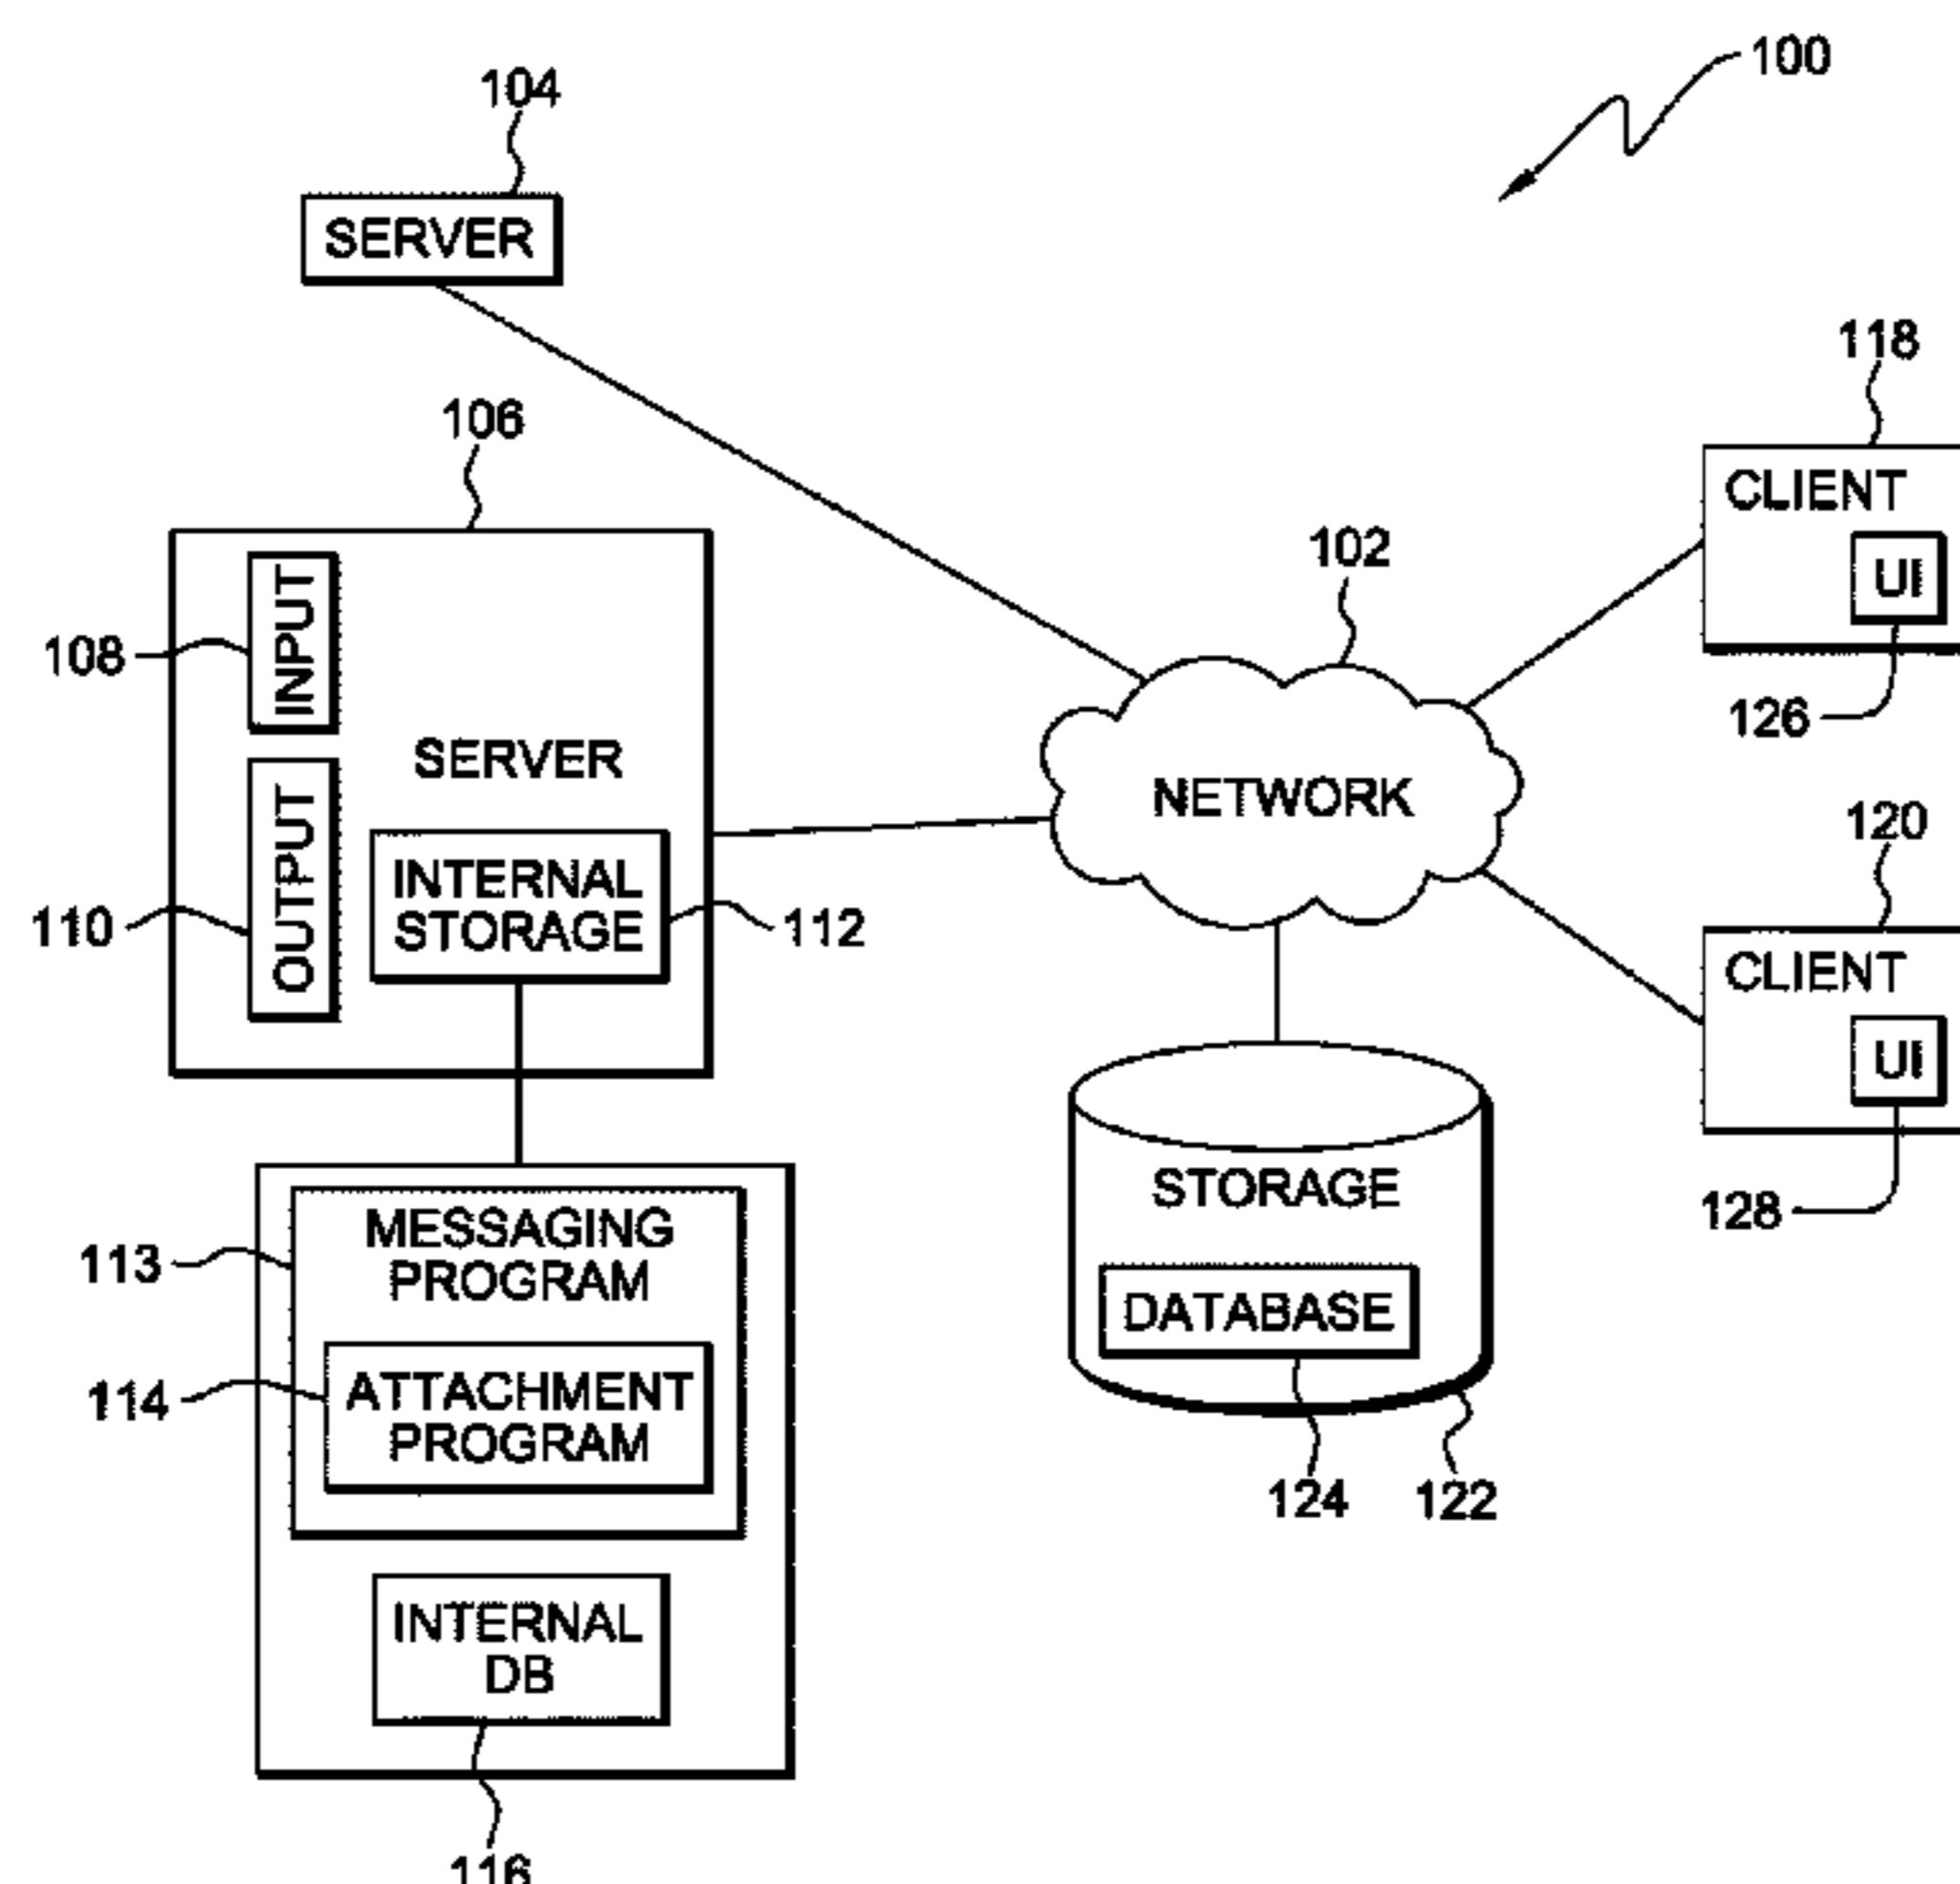 100
104
SERVER
118
106
CLIENT
102
UI
INPUT
108
126
SERVER
NETWORK
120
OUTPUT
INTERNAL
STORAGE
110
112
CLIENT
UI
STORAGE
128
MESSAGING
PROGRAM
113
DATABASE
114
ATTACHMENT
PROGRAM
124
122
INTERNAL
DB
116